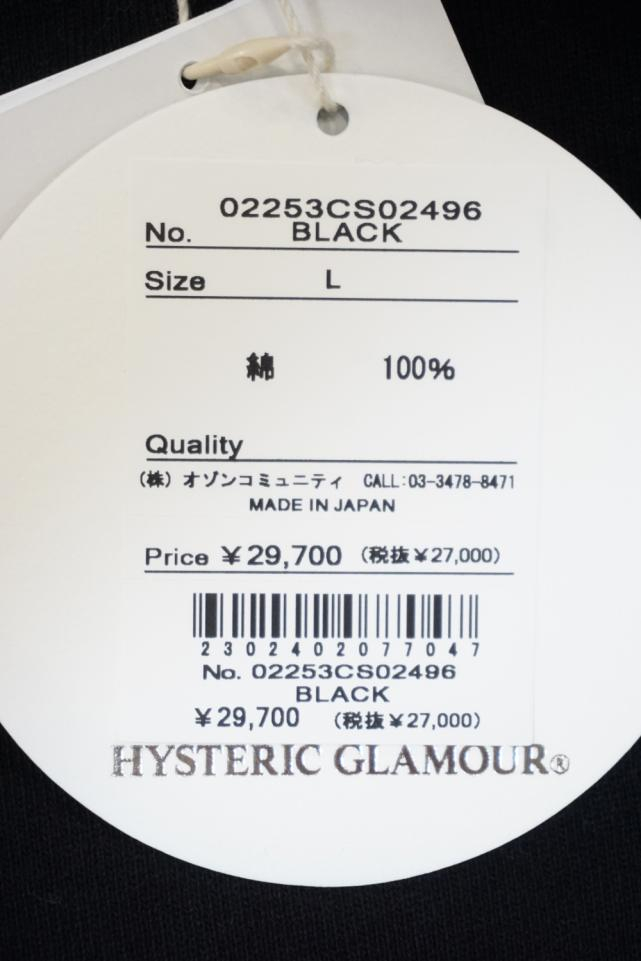 02253CS02496
No. BLACK
Size L
綿 100%
Quality
(株) オゾンコミュニティ CALL:03-3478-8471
MADE IN JAPAN
Price ¥29,700 (税抜¥27,000)
2302402077047
No. 02253CS02496
BLACK
¥29,700 (税抜¥27,000)
HYSTERIC GLAMOUR®